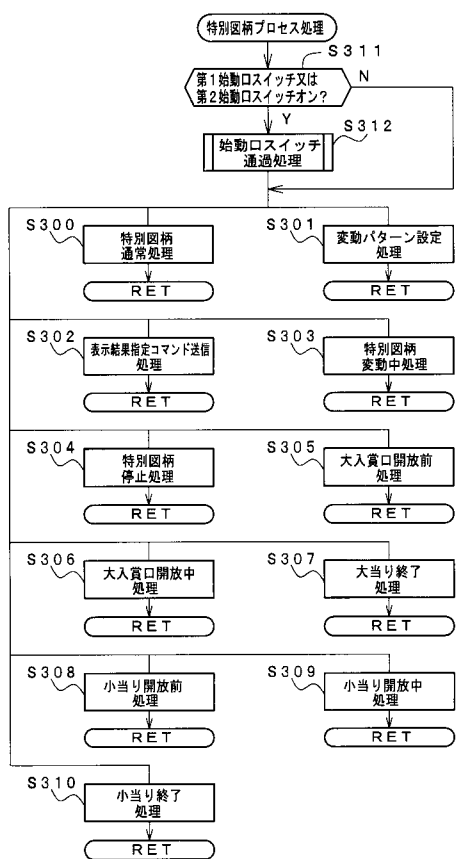 特別図柄プロセス処理
S311
第1始動口スイッチ又は
第2始動口スイッチオン?
N
Y
S312
始動口スイッチ
通過処理
S300
特別図柄
通常処理
RET
S301
変動パターン設定
処理
RET
S302
表示結果指定コマンド送信
処理
RET
S303
特別図柄
変動中処理
RET
S304
特別図柄
停止処理
RET
S305
大入賞口開放前
処理
RET
S306
大入賞口開放中
処理
RET
S307
大当り終了
処理
RET
S308
小当り開放前
処理
RET
S309
小当り開放中
処理
RET
S310
小当り終了
処理
RET